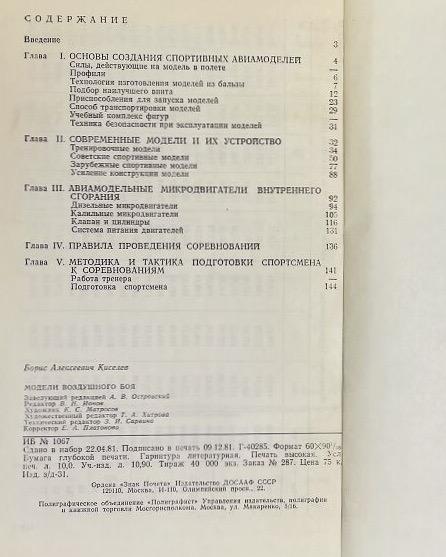 СОДЕРЖАНИЕ
Введение 3
Глава I. ОСНОВЫ СОЗДАНИЯ СПОРТИВНЫХ АВИАМОДЕЛЕЙ 4
Силы, действующие на модель в полете —
Профили 6
Технология изготовления моделей из бальзы 7
Подбор наилучшего винта 12
Приспособления для запуска моделей 23
Способ транспортировки моделей 29
Учебный комплекс фигур —
Техника безопасности при эксплуатации моделей 31
Глава II. СОВРЕМЕННЫЕ МОДЕЛИ И ИХ УСТРОЙСТВО 32
Тренировочные модели 34
Советские спортивные модели 50
Зарубежные спортивные модели 77
Усиление конструкции модели 88
Глава III. АВИАМОДЕЛЬНЫЕ МИКРОДВИГАТЕЛИ ВНУТРЕННЕГО
СГОРАНИЯ 92
Дизельные микродвигатели 94
Калильные микродвигатели 105
Клапан и цилиндры 116
Система питания двигателей 131
Глава IV. ПРАВИЛА ПРОВЕДЕНИЯ СОРЕВНОВАНИЙ 136
Глава V. МЕТОДИКА И ТАКТИКА ПОДГОТОВКИ СПОРТСМЕНА
К СОРЕВНОВАНИЯМ 141
Работа тренера —
Подготовка спортсмена 144
Борис Алексеевич Киселев
МОДЕЛИ ВОЗДУШНОГО БОЯ
Заведующий редакцией А. В. Островский
Редактор В. Н. Ионов
Художник К. С. Матросов
Художественный редактор Т. А. Хитрова
Технический редактор З. И. Сарвина
Корректор Е. А. Платонова
ИБ № 1067
Сдано в набор 22.04.81. Подписано в печать 09.12.81. Г-40285. Формат 60×90¹/₁₆
Бумага глубокой печати. Гарнитура литературная. Печать высокая. Усл
печ. л. 10,0. Уч.-изд. л. 10,90. Тираж 40 000 экз. Заказ № 287. Цена 75 к.
Изд. з/д-31.
Ордена «Знак Почета» Издательство ДОСААФ СССР
129110, Москва, И-110, Олимпийский просп., 22.
Полиграфическое объединение «Полиграфист» Управления издательств, полиграфии
и книжной торговли Мосгорисполкома. Москва, ул. Макаренко, 5/16.